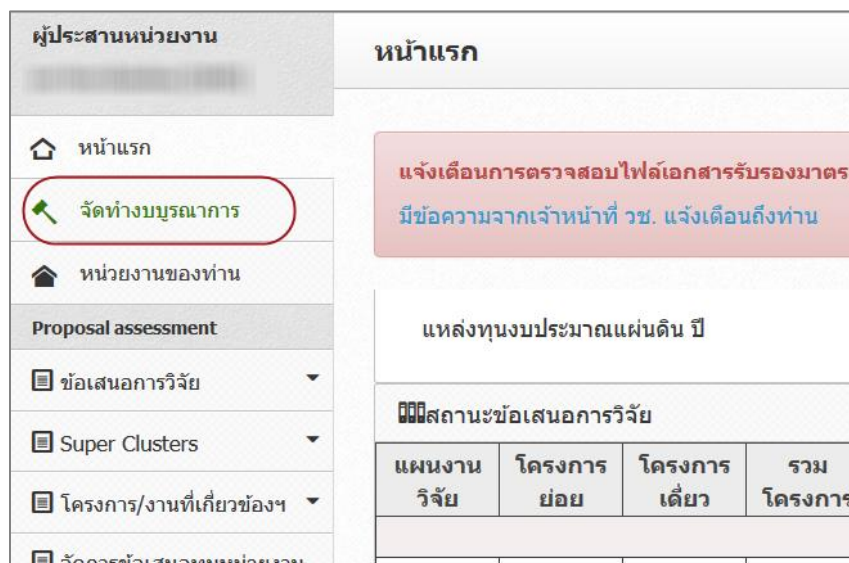 ผู้ประสานหน่วยงาน
หน้าแรก
จัดทำงบบูรณาการ
หน่วยงานของท่าน
Proposal assessment
ข้อเสนอการวิจัย
Super Clusters
โครงการ/งานที่เกี่ยวข้องฯ
หน้าแรก
แจ้งเตือนการตรวจสอบไฟล์เอกสารรับรองมาตร
มีข้อความจากเจ้าหน้าที่ วช. แจ้งเตือนถึงท่าน
แหล่งทุนงบประมาณแผ่นดิน ปี
สถานะข้อเสนอการวิจัย
แผนงาน โครงการ โครงการ รวม
วิจัย ย่อย เดี่ยว โครงการ